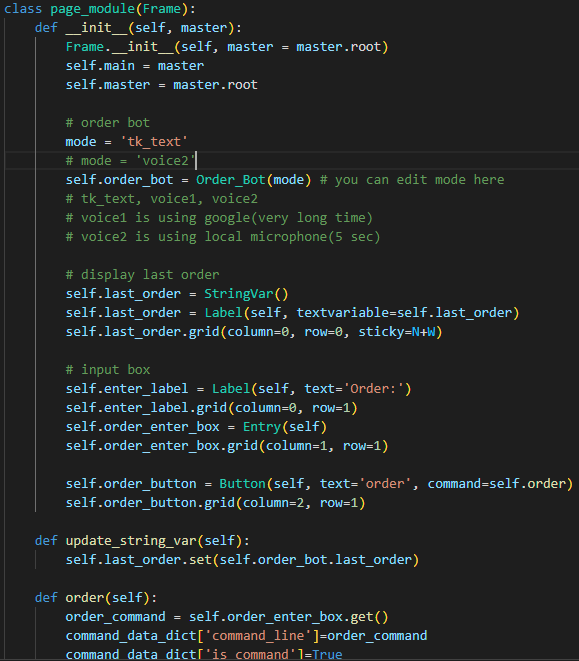 class page_module(Frame):
    def __init__(self, master):
        Frame.__init__(self, master = master.root)
        self.main = master
        self.master = master.root

        # order bot
        mode = 'tk_text'
        # mode = 'voice2'
        self.order_bot = Order_Bot(mode) # you can edit mode here
        # tk_text, voice1, voice2
        # voice1 is using google(very long time)
        # voice2 is using local microphone(5 sec)

        # display last order
        self.last_order = StringVar()
        self.last_order = Label(self, textvariable=self.last_order)
        self.last_order.grid(column=0, row=0, sticky=N+W)

        # input box
        self.enter_label = Label(self, text='Order:')
        self.enter_label.grid(column=0, row=1)
        self.order_enter_box = Entry(self)
        self.order_enter_box.grid(column=1, row=1)

        self.order_button = Button(self, text='order', command=self.order)
        self.order_button.grid(column=2, row=1)

    def update_string_var(self):
        self.last_order.set(self.order_bot.last_order)

    def order(self):
        order_command = self.order_enter_box.get()
        command_data_dict['command_line']=order_command
        command_data_dict['is_command']=True